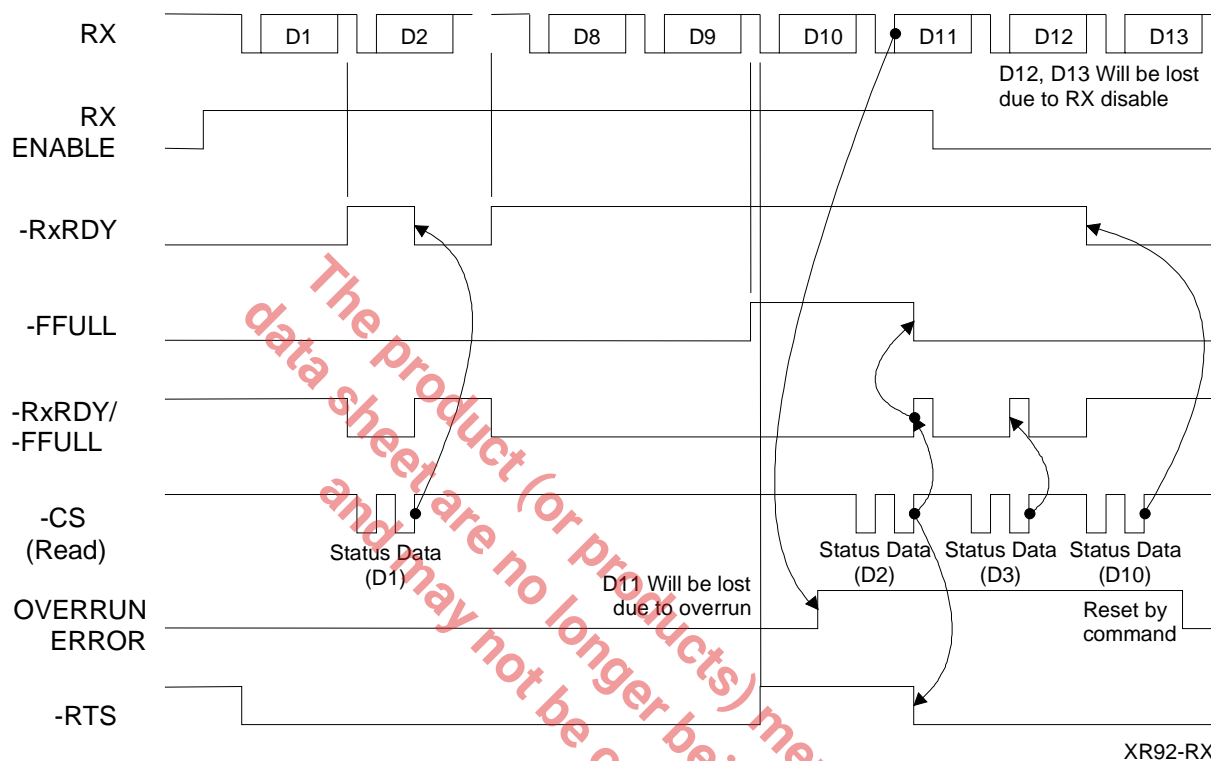 RX
D1
D2
D8
D9
D10
D11
D12
D13
D12, D13 Will be lost
due to RX disable
RX
ENABLE
-RxRDY
-FFULL
-RxRDY/
-FFULL
-CS
(Read)
Status Data
(D1)
Status Data
(D2)
Status Data
(D3)
Status Data
(D10)
D11 Will be lost
due to overrun
OVERRUN
ERROR
Reset by
command
-RTS
XR92-RX
The product (or products) me
data sheet are no longer be
and may not be o